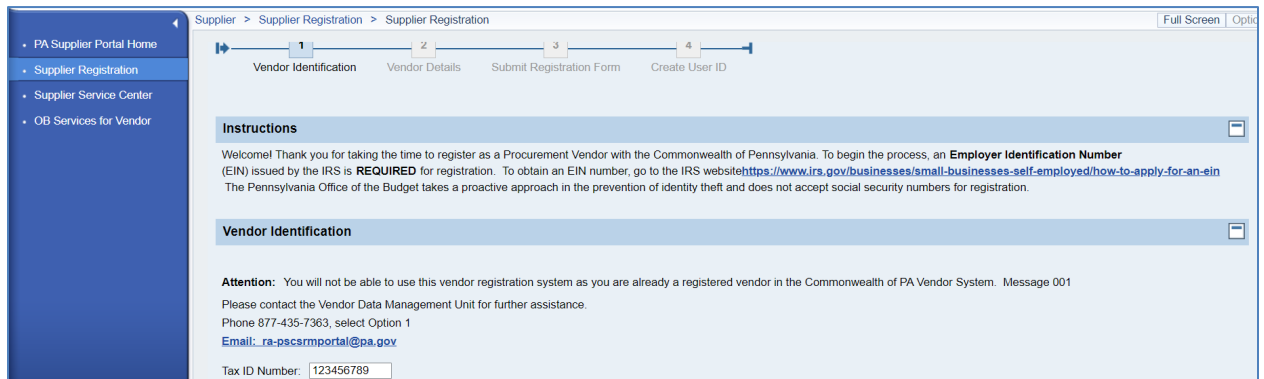 Supplier > Supplier Registration > Supplier Registration
Full Screen
PA Supplier Portal Home
Supplier Registration
Supplier Service Center
OB Services for Vendor
1 2 3 4
Vendor Identification Vendor Details Submit Registration Form Create User ID
Instructions
Welcome! Thank you for taking the time to register as a Procurement Vendor with the Commonwealth of Pennsylvania. To begin the process, an Employer Identification Number
(EIN) issued by the IRS is REQUIRED for registration. To obtain an EIN number, go to the IRS websitehttps://www.irs.gov/businesses/small-businesses-self-employed/how-to-apply-for-an-ein
The Pennsylvania Office of the Budget takes a proactive approach in the prevention of identity theft and does not accept social security numbers for registration.
Vendor Identification
Attention: You will not be able to use this vendor registration system as you are already a registered vendor in the Commonwealth of PA Vendor System. Message 001
Please contact the Vendor Data Management Unit for further assistance.
Phone 877-435-7363, select Option 1
Email: ra-pscsrmportal@pa.gov
Tax ID Number: 123456789